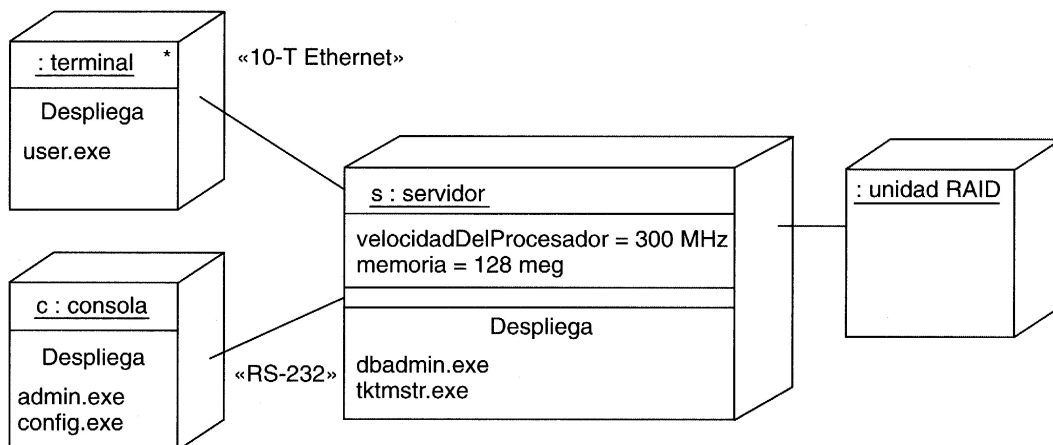 : terminal *
Despliega
user.exe
«10-T Ethernet»
c : consola
Despliega
admin.exe
config.exe
«RS-232»
s : servidor
velocidadDelProcesador = 300 MHz
memoria = 128 meg
Despliega
dbadmin.exe
tktmstr.exe
: unidad RAID